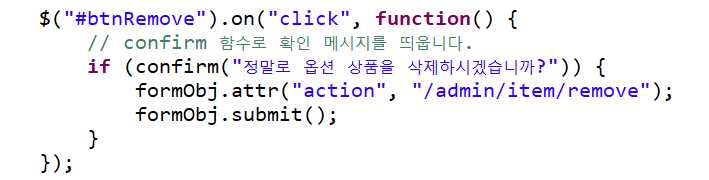 $("#btnRemove").on("click", function() {
    // confirm 함수로 확인 메시지를 띄웁니다.
    if (confirm("정말로 옵션 상품을 삭제하시겠습니까?")) {
        formObj.attr("action", "/admin/item/remove");
        formObj.submit();
    }
});